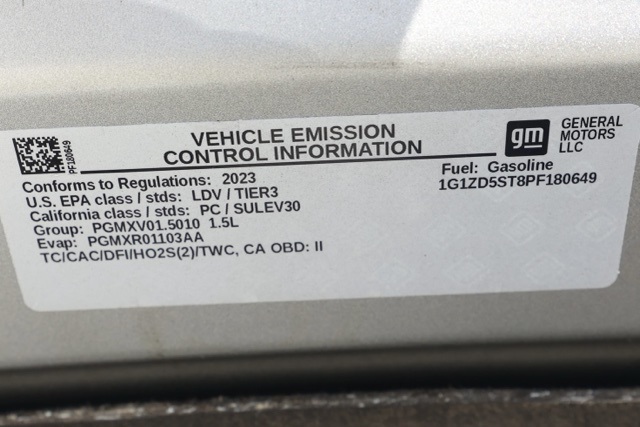 PF180649
VEHICLE EMISSION
CONTROL INFORMATION
gm
GENERAL
MOTORS
LLC
Conforms to Regulations: 2023
U.S. EPA class / stds: LDV / TIER3
California class / stds: PC / SULEV30
Group: PGMXV01.5010 1.5L
Evap: PGMXR01103AA
TC/CAC/DFI/HO2S(2)/TWC, CA OBD: II
Fuel: Gasoline
1G1ZD5ST8PF180649